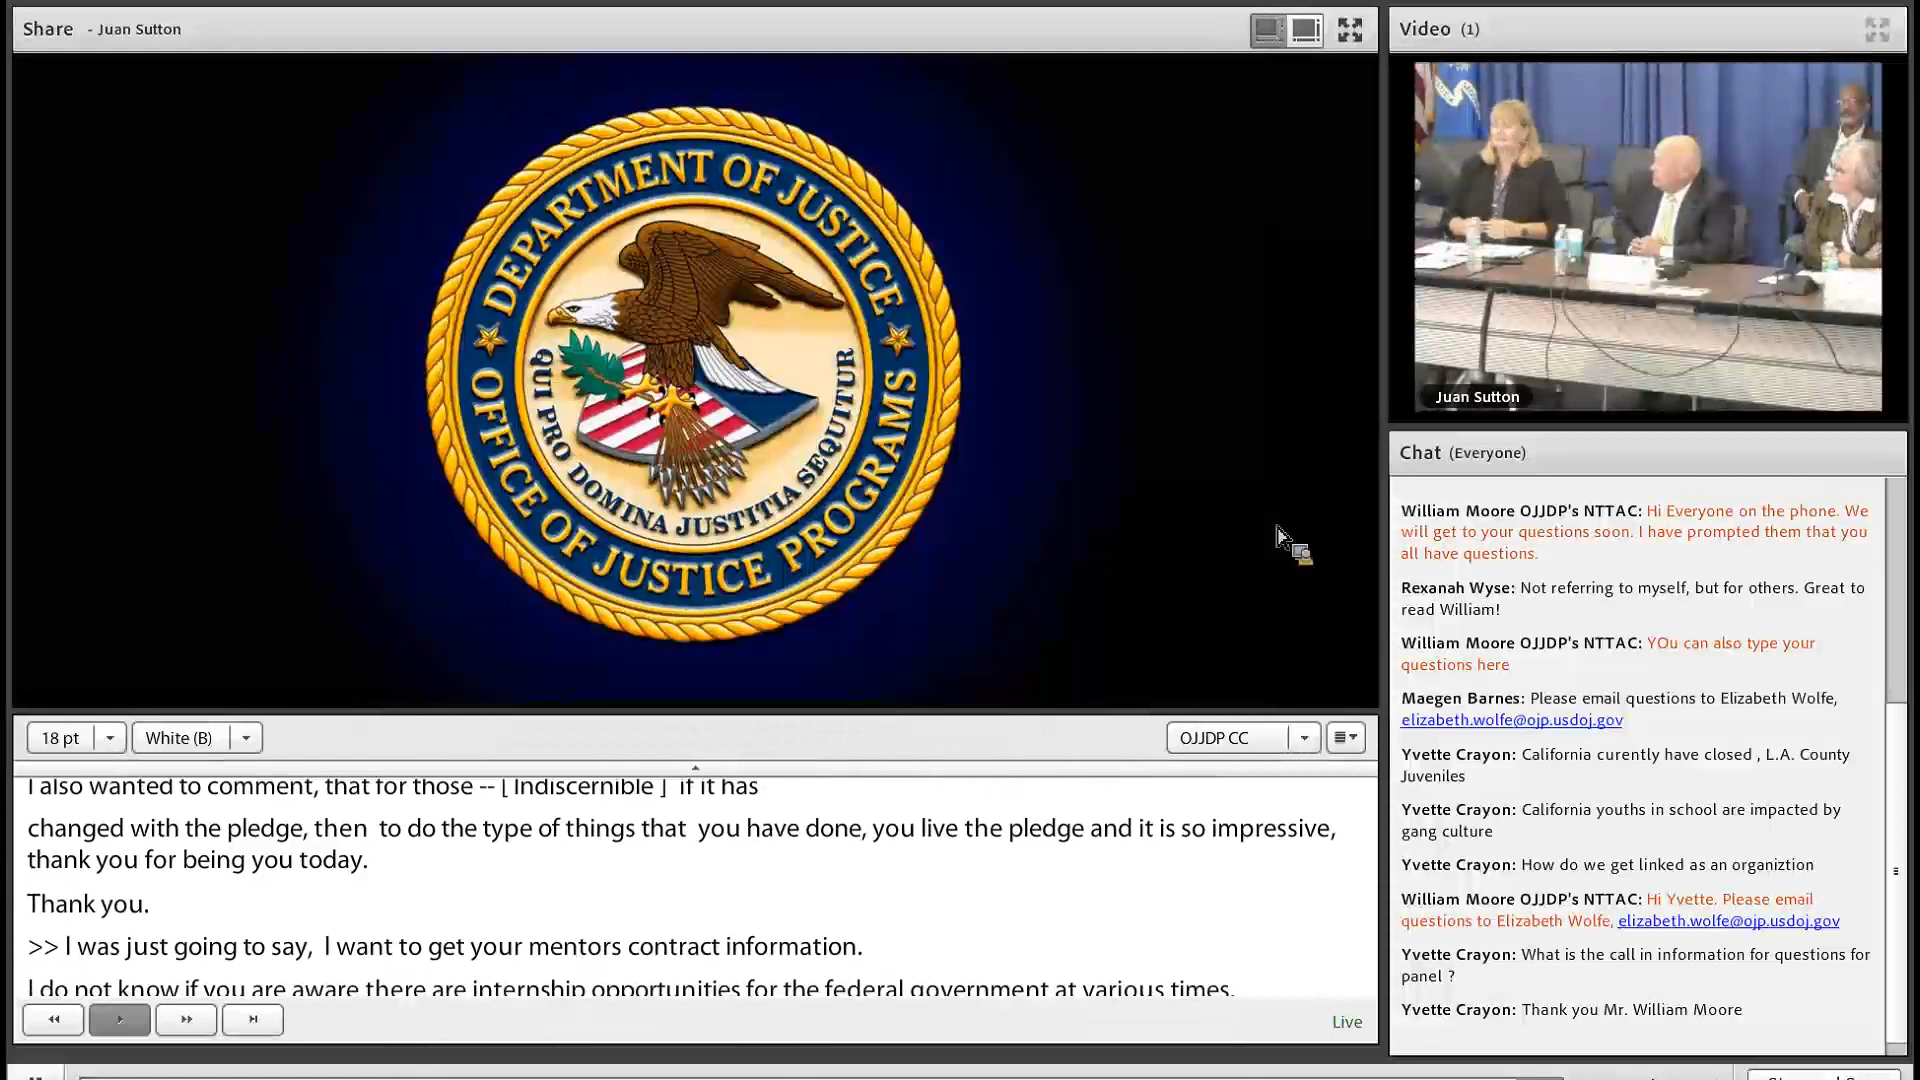 Share - Juan Sutton
DEPARTMENT OF JUSTICE
OFFICE OF JUSTICE PROGRAMS
QUI PRO DOMINA JUSTITIA SEQUITUR
18 pt
White (B)
OJJDP CC
I also wanted to comment, that for those -- [ Indiscernible ] if it has
changed with the pledge, then to do the type of things that you have done, you live the pledge and it is so impressive,
thank you for being you today.
Thank you.
>> I was just going to say, I want to get your mentors contract information.
I do not know if you are aware there are internship opportunities for the federal government at various times.
Live
Video (1)
Juan Sutton
Chat (Everyone)
William Moore OJJDP's NTTAC: Hi Everyone on the phone. We
will get to your questions soon. I have prompted them that you
all have questions.
Rexanah Wyse: Not referring to myself, but for others. Great to
read William!
William Moore OJJDP's NTTAC: YOu can also type your
questions here
Maegen Barnes: Please email questions to Elizabeth Wolfe,
elizabeth.wolfe@ojp.usdoj.gov
Yvette Crayon: California curently have closed , L.A. County
Juveniles
Yvette Crayon: California youths in school are impacted by
gang culture
Yvette Crayon: How do we get linked as an organiztion
William Moore OJJDP's NTTAC: Hi Yvette. Please email
questions to Elizabeth Wolfe, elizabeth.wolfe@ojp.usdoj.gov
Yvette Crayon: What is the call in information for questions for
panel ?
Yvette Crayon: Thank you Mr. William Moore